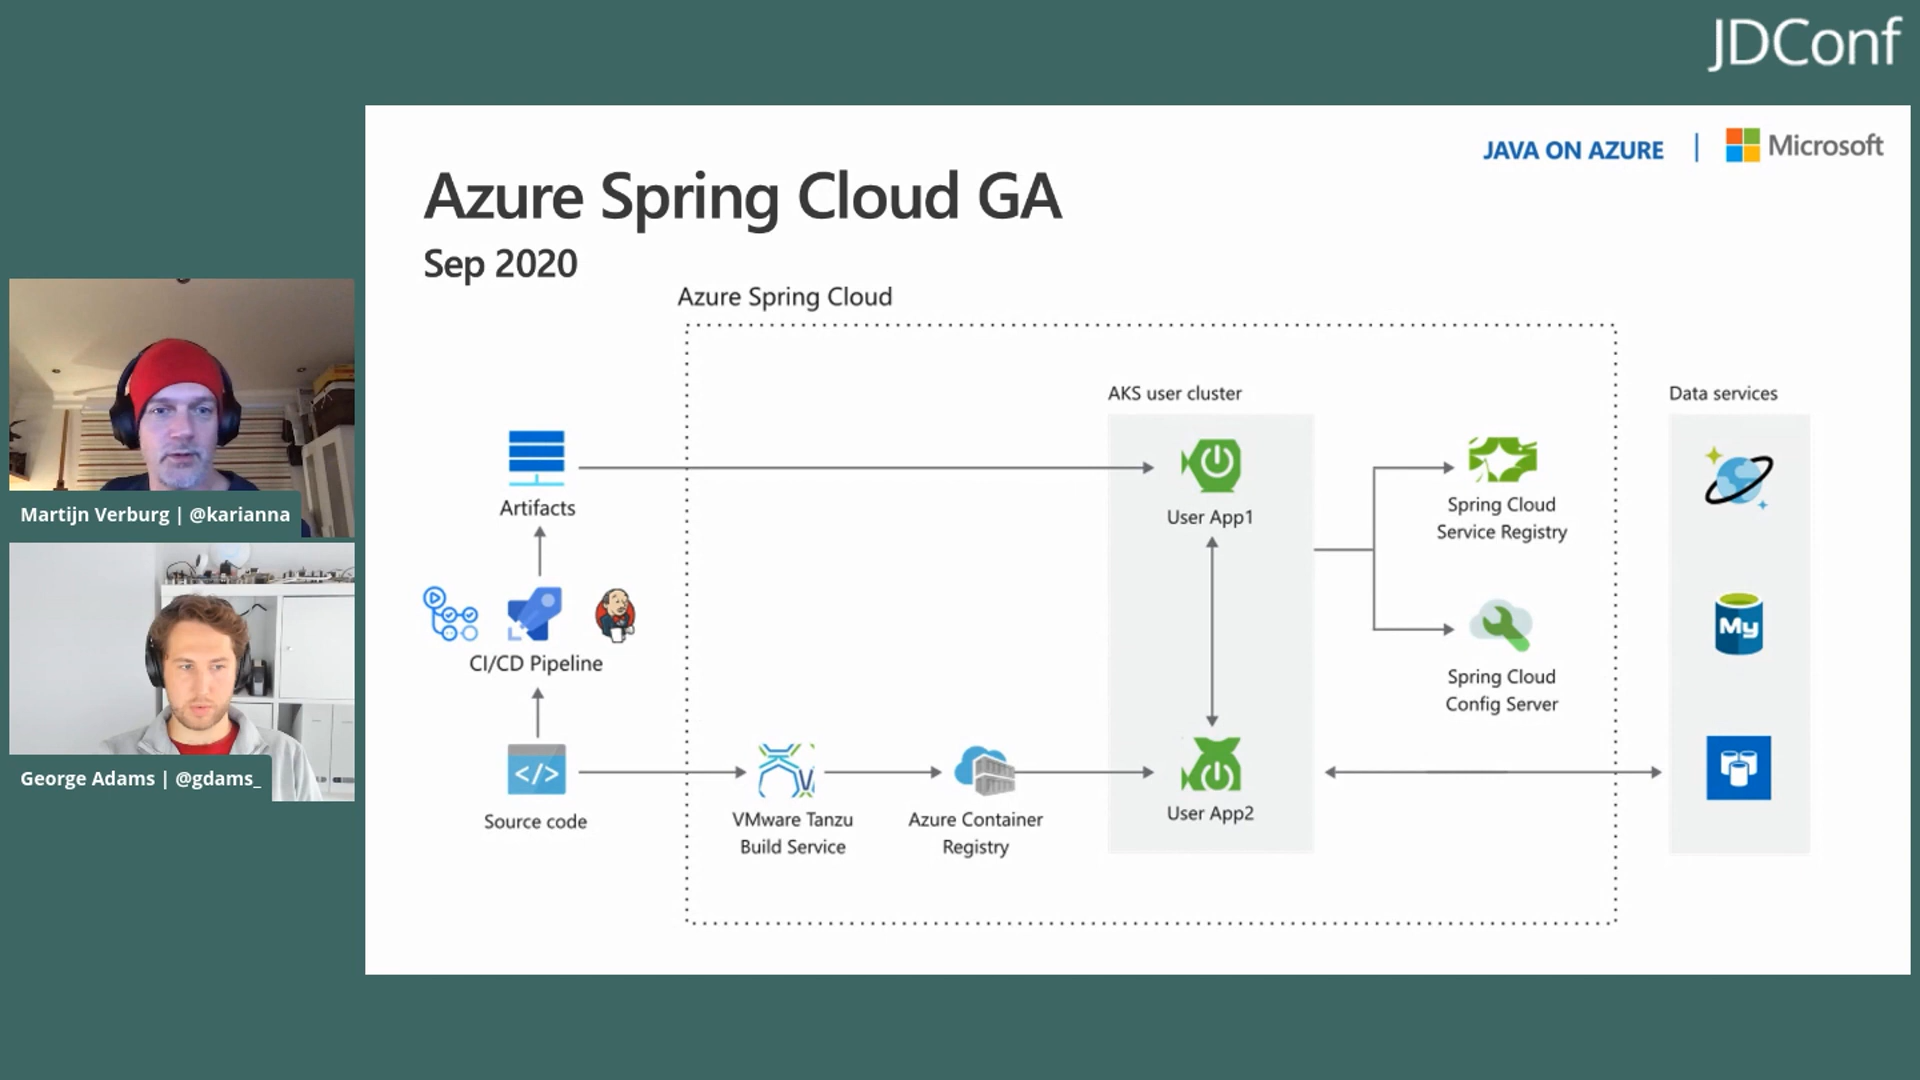 JDConf
JAVA ON AZURE | Microsoft
Azure Spring Cloud GA
Sep 2020
Azure Spring Cloud
AKS user cluster
Data services
Artifacts
User App1
Spring Cloud
Service Registry
CI/CD Pipeline
My
Spring Cloud
Config Server
</>
V
Source code
VMware Tanzu
Build Service
Azure Container
Registry
User App2
Martijn Verburg | @karianna
George Adams | @gdams_